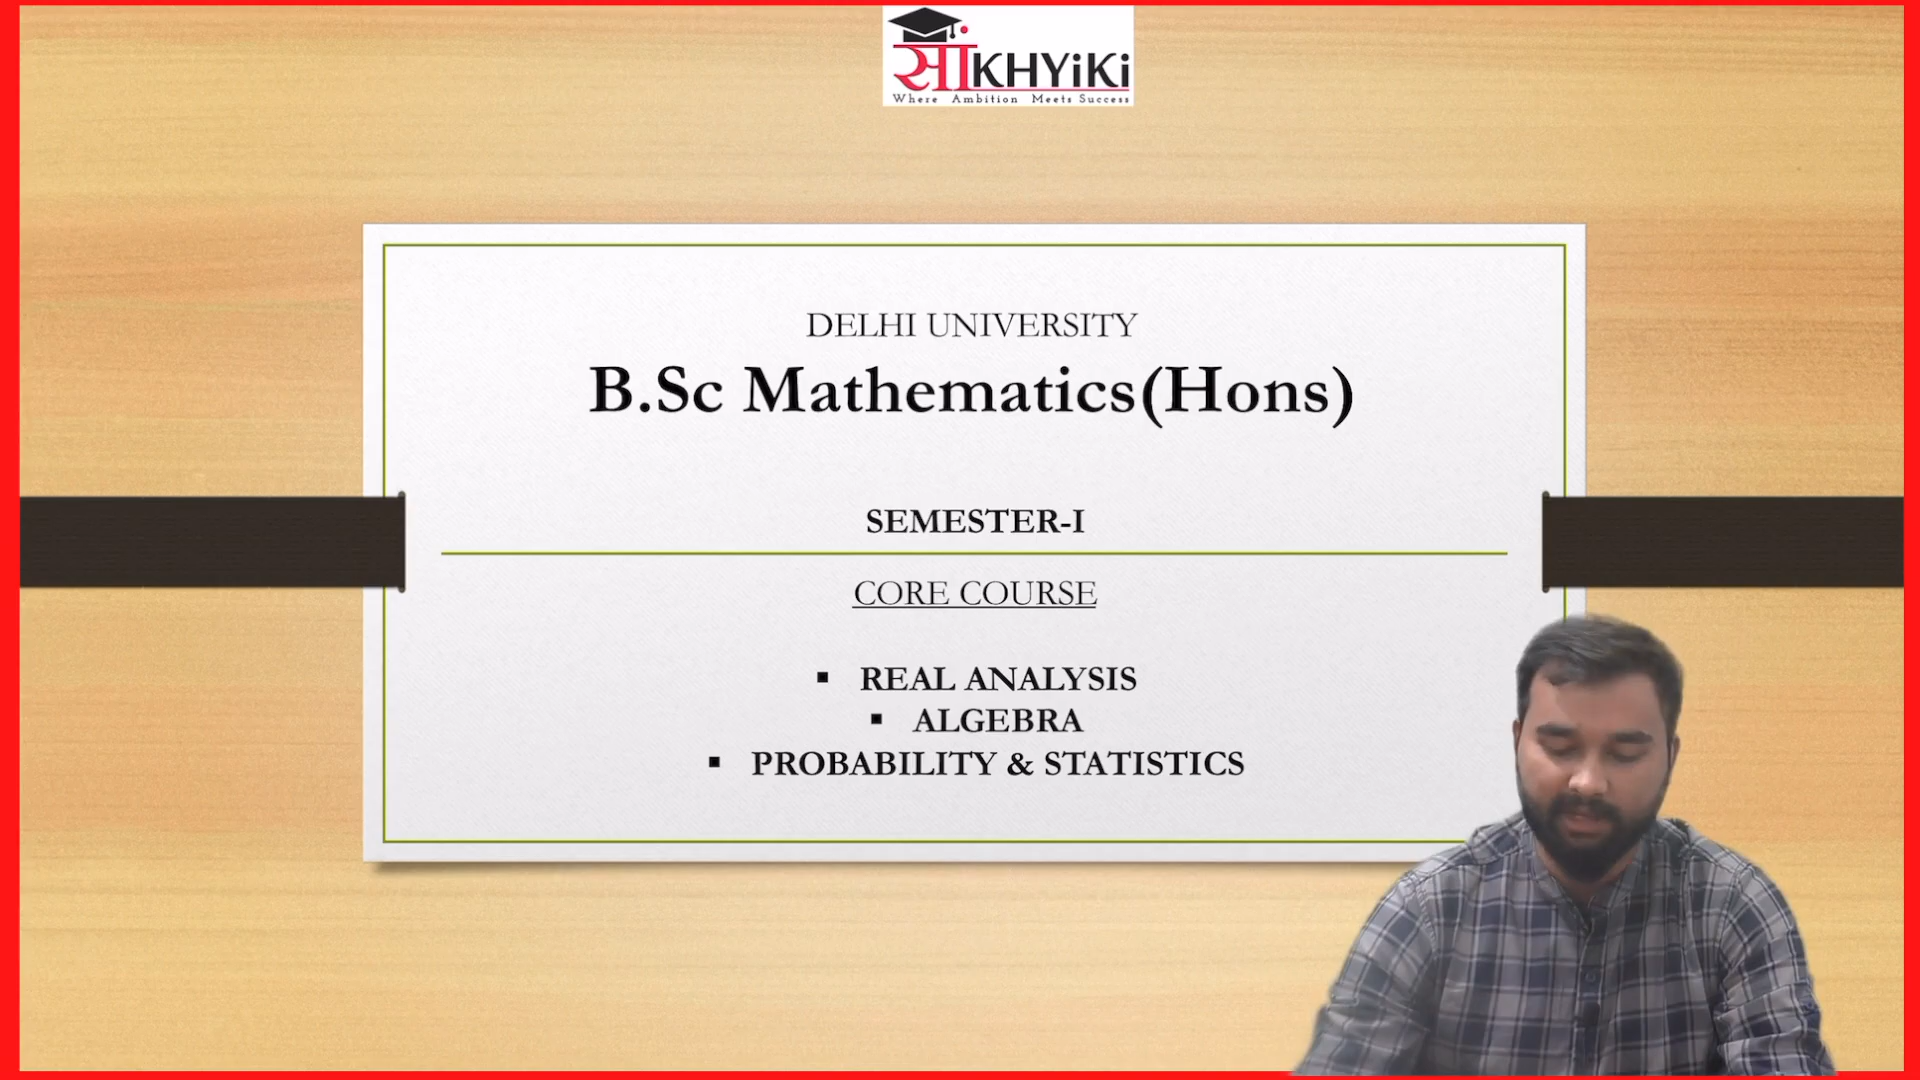 सांKHYiKi
Where Ambition Meets Success
DELHI UNIVERSITY
B.Sc Mathematics(Hons)
SEMESTER-I
CORE COURSE
▪ REAL ANALYSIS
▪ ALGEBRA
▪ PROBABILITY & STATISTICS